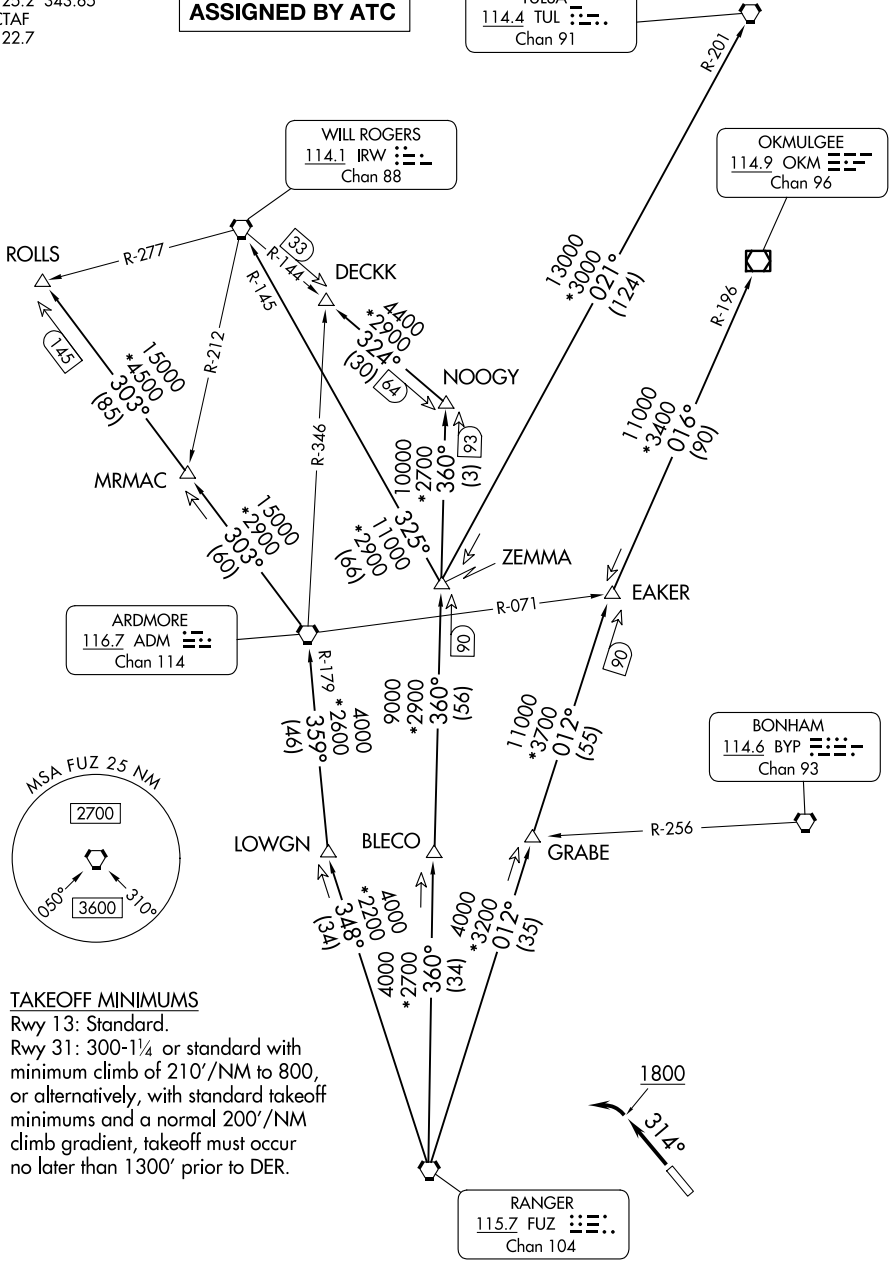 125.2 343.65
CTAF
122.7
ASSIGNED BY ATC
TULSA
114.4 TUL
Chan 91
R-201
WILL ROGERS
114.1 IRW
Chan 88
OKMULGEE
114.9 OKM
Chan 96
ROLLS
R-277
33
R-144
R-145
DECKK
R-212
145
15000
*4500
303°
(85)
4400
*2900
324°
(30)
64
NOOGY
93
13000
*3000
021°
(124)
R-196
R-346
MRMAC
10000
*2700
360°
(3)
11000
*3400
016°
(90)
15000
*2900
303°
(60)
325°
11000
*2900
(66)
ZEMMA
EAKER
R-071
90
90
ARDMORE
116.7 ADM
Chan 114
R-179
4000
*2600
359°
(46)
9000
*2900
360°
(56)
11000
*3700
012°
(55)
BONHAM
114.6 BYP
Chan 93
MSA FUZ 25 NM
2700
050°
310°
3600
LOWGN
BLECO
GRABE
R-256
4000
*2200
348°
(34)
4000
*2700
360°
(34)
4000
*3200
012°
(35)
TAKEOFF MINIMUMS
Rwy 13: Standard.
Rwy 31: 300-1¼ or standard with
minimum climb of 210'/NM to 800,
or alternatively, with standard takeoff
minimums and a normal 200'/NM
climb gradient, takeoff must occur
no later than 1300' prior to DER.
1800
314°
RANGER
115.7 FUZ
Chan 104